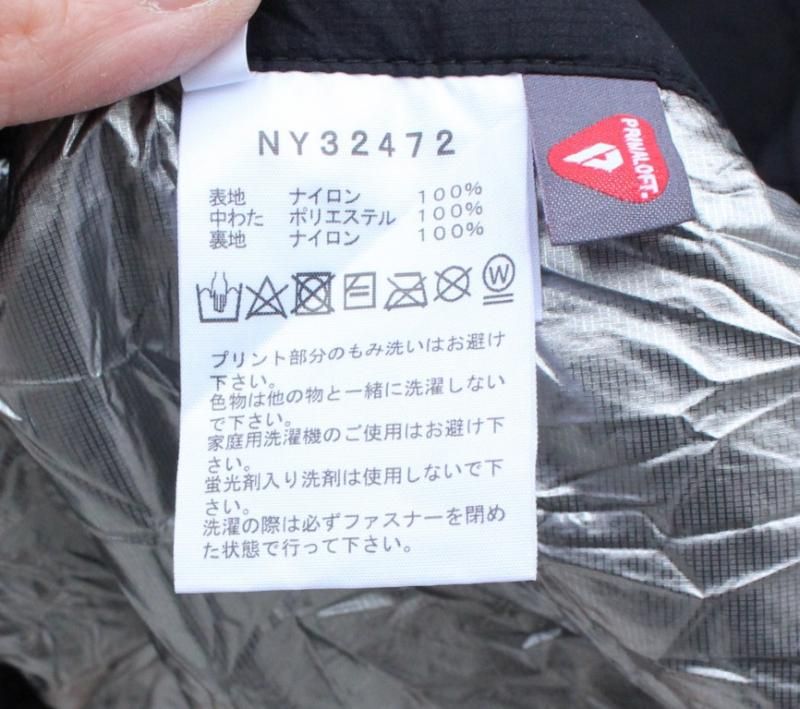 NY32472
表地 ナイロン 100%
中わた ポリエステル 100%
裏地 ナイロン 100%
W
プリント部分のもみ洗いはお避け
下さい。
色物は他の物と一緒に洗濯しない
で下さい。
家庭用洗濯機のご使用はお避け下
さい。
蛍光剤入り洗剤は使用しないで下
さい。
洗濯の際は必ずファスナーを閉め
た状態で行って下さい。
PRIMALOFT.